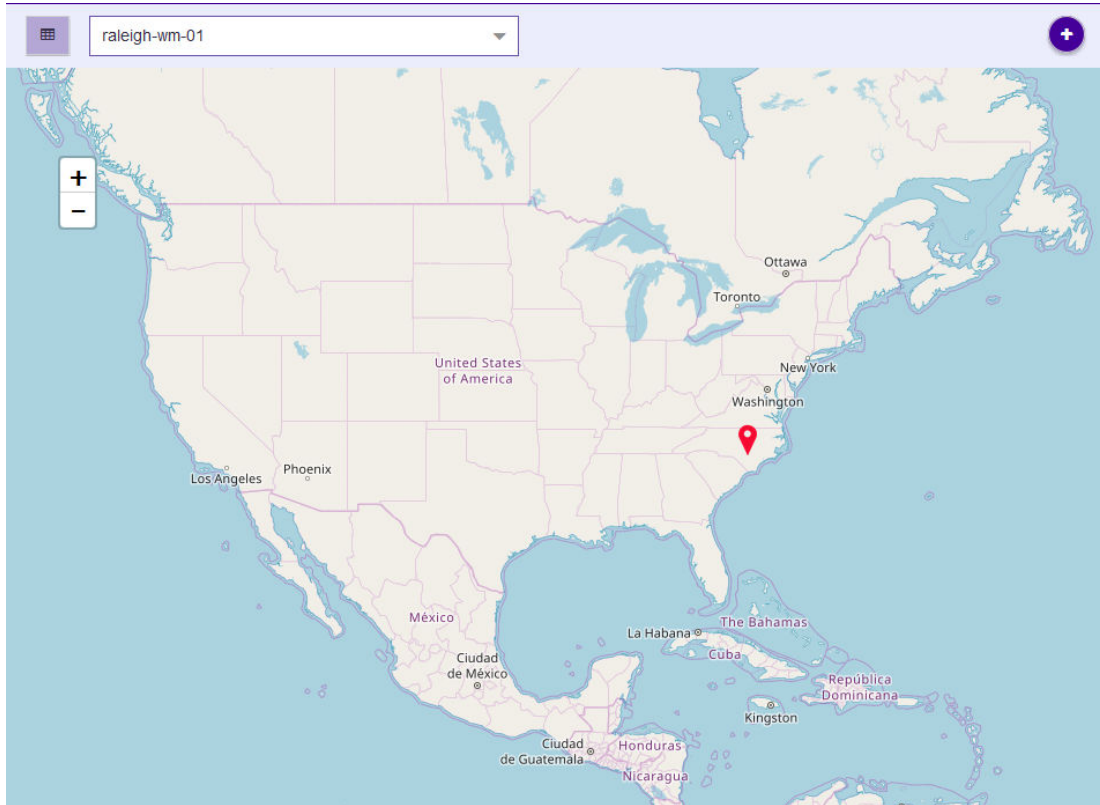 raleigh-wm-01
+
+
−
Ottawa
Toronto
United States
of America
New York
Washington
Phoenix
Los Angeles
México
The Bahamas
La Habana
Cuba
Ciudad
de México
República
Dominicana
Kingston
Ciudad
de Guatemala
Honduras
Nicaragua